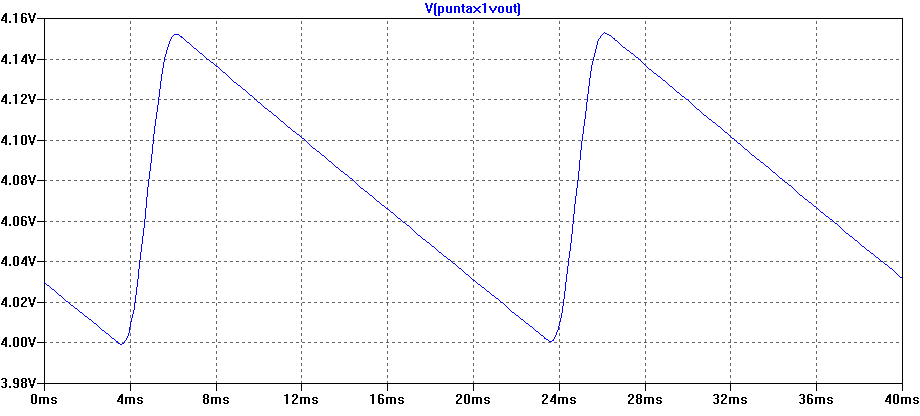 V(puntax1vout)
4.16V
4.14V
4.12V
4.10V
4.08V
4.06V
4.04V
4.02V
4.00V
3.98V
0ms 4ms 8ms 12ms 16ms 20ms 24ms 28ms 32ms 36ms 40ms